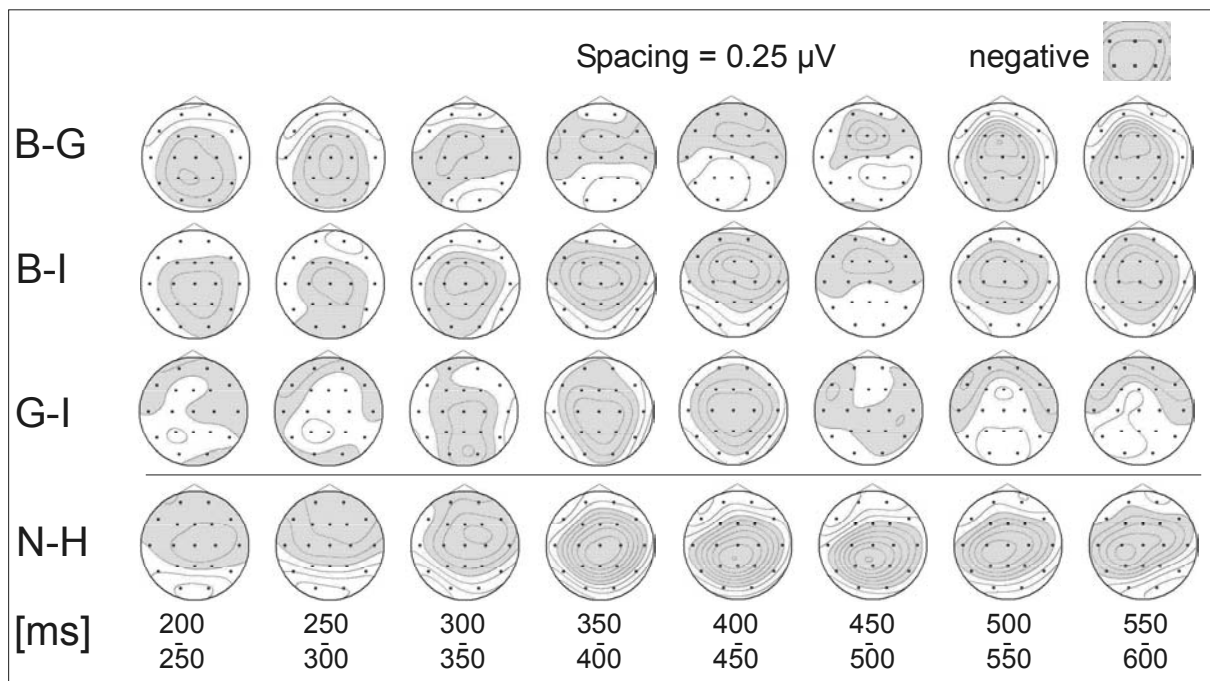 Spacing = 0.25 µV negative
B-G
B-I
G-I
N-H
[ms] 200 250 300 350 400 450 500 550
- - - - - - - -
250 300 350 400 450 500 550 600